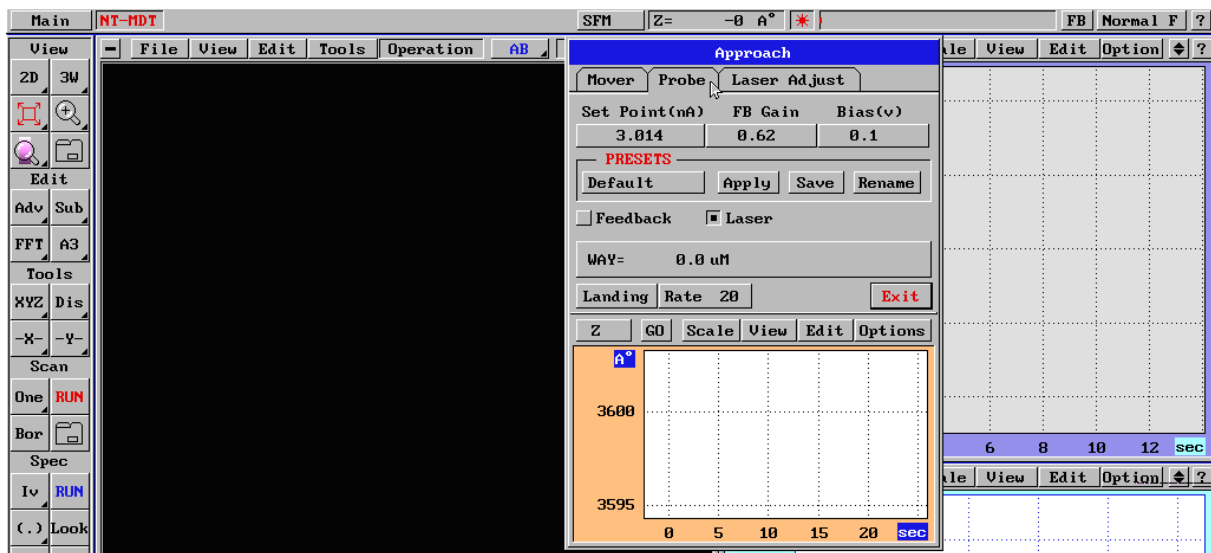 Main NT-MDT SFM Z= -0 A° FB Normal F ?
View
2D 3W
Edit
Adv Sub
FFT A3
Tools
XYZ Dis
-X- -Y-
Scan
One RUN
Bor
Spec
Iv RUN
(.) Look
- File View Edit Tools Operation AB
Approach
Mover Probe Laser Adjust
Set Point(nA) FB Gain Bias(v)
3.014 0.62 0.1
PRESETS
Default Apply Save Rename
Feedback Laser
WAY= 0.0 uM
Landing Rate 20 Exit
Z GO Scale View Edit Options
A°
3600
3595
0 5 10 15 20 sec
View Edit Option ?
6 8 10 12 sec
View Edit Option ?